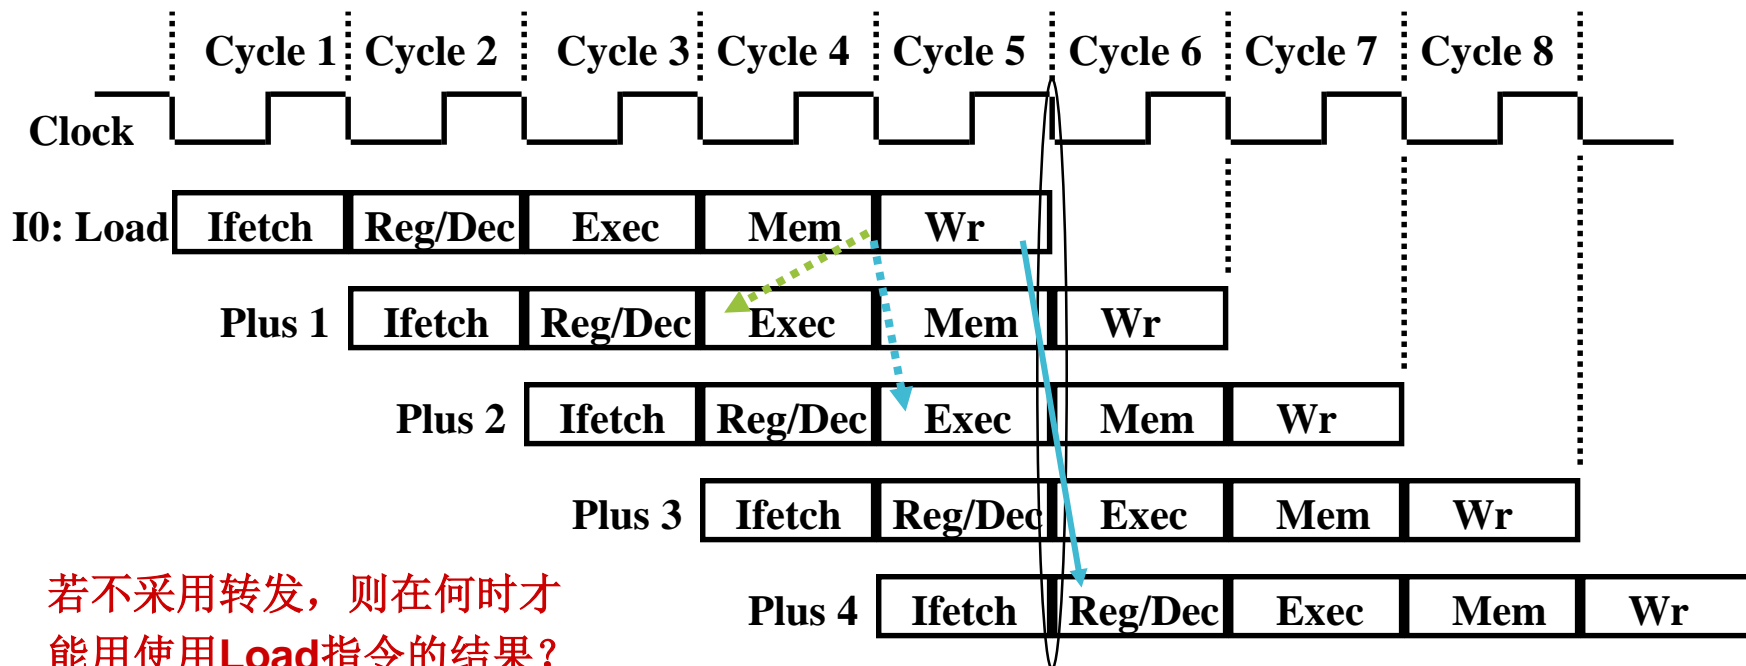 Cycle 1 Cycle 2 Cycle 3 Cycle 4 Cycle 5 Cycle 6 Cycle 7 Cycle 8
Clock
I0: Load Ifetch Reg/Dec Exec Mem Wr
Plus 1 Ifetch Reg/Dec Exec Mem Wr
Plus 2 Ifetch Reg/Dec Exec Mem Wr
Plus 3 Ifetch Reg/Dec Exec Mem Wr
Plus 4 Ifetch Reg/Dec Exec Mem Wr
若不采用转发，则在何时才
能用使用Load指令的结果？